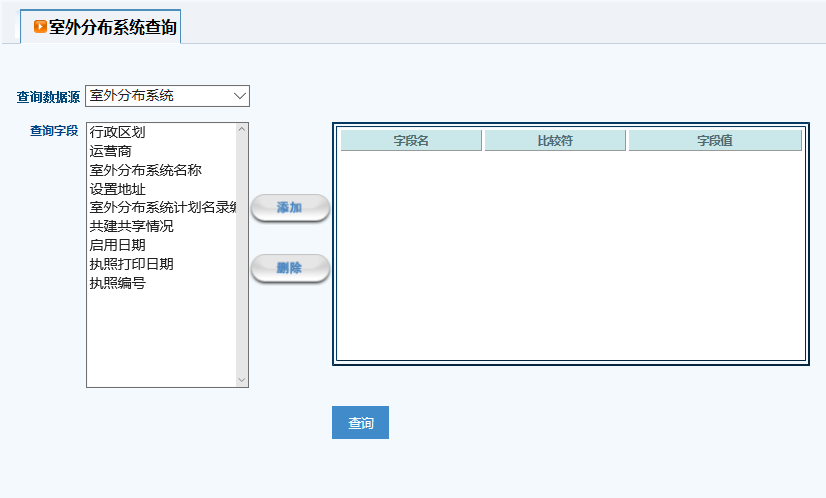 室外分布系统查询
查询数据源
室外分布系统
查询字段
行政区划
运营商
室外分布系统名称
设置地址
室外分布系统计划名录编
共建共享情况
启用日期
执照打印日期
执照编号
添加
删除
字段名
比较符
字段值
查询